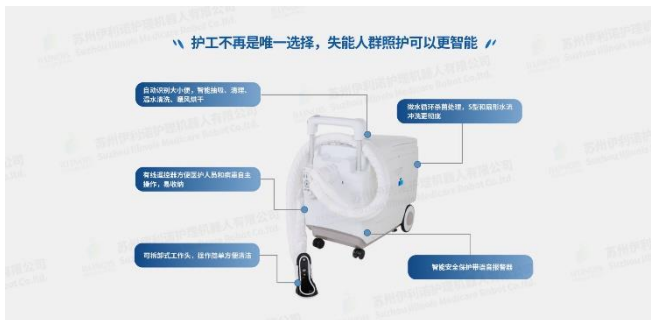 护工不再是唯一选择，失能人群照护可以更智能
自动识别大小便，智能抽吸、清理、
温水清洗、暖风烘干
微水循环杀菌处理，S型和扇形水流
冲洗更彻底
有线遥控器方便医护人员和病患自主
操作，易收纳
可拆卸式工作头，操作简单方便清洁
智能安全保护带语音报警器